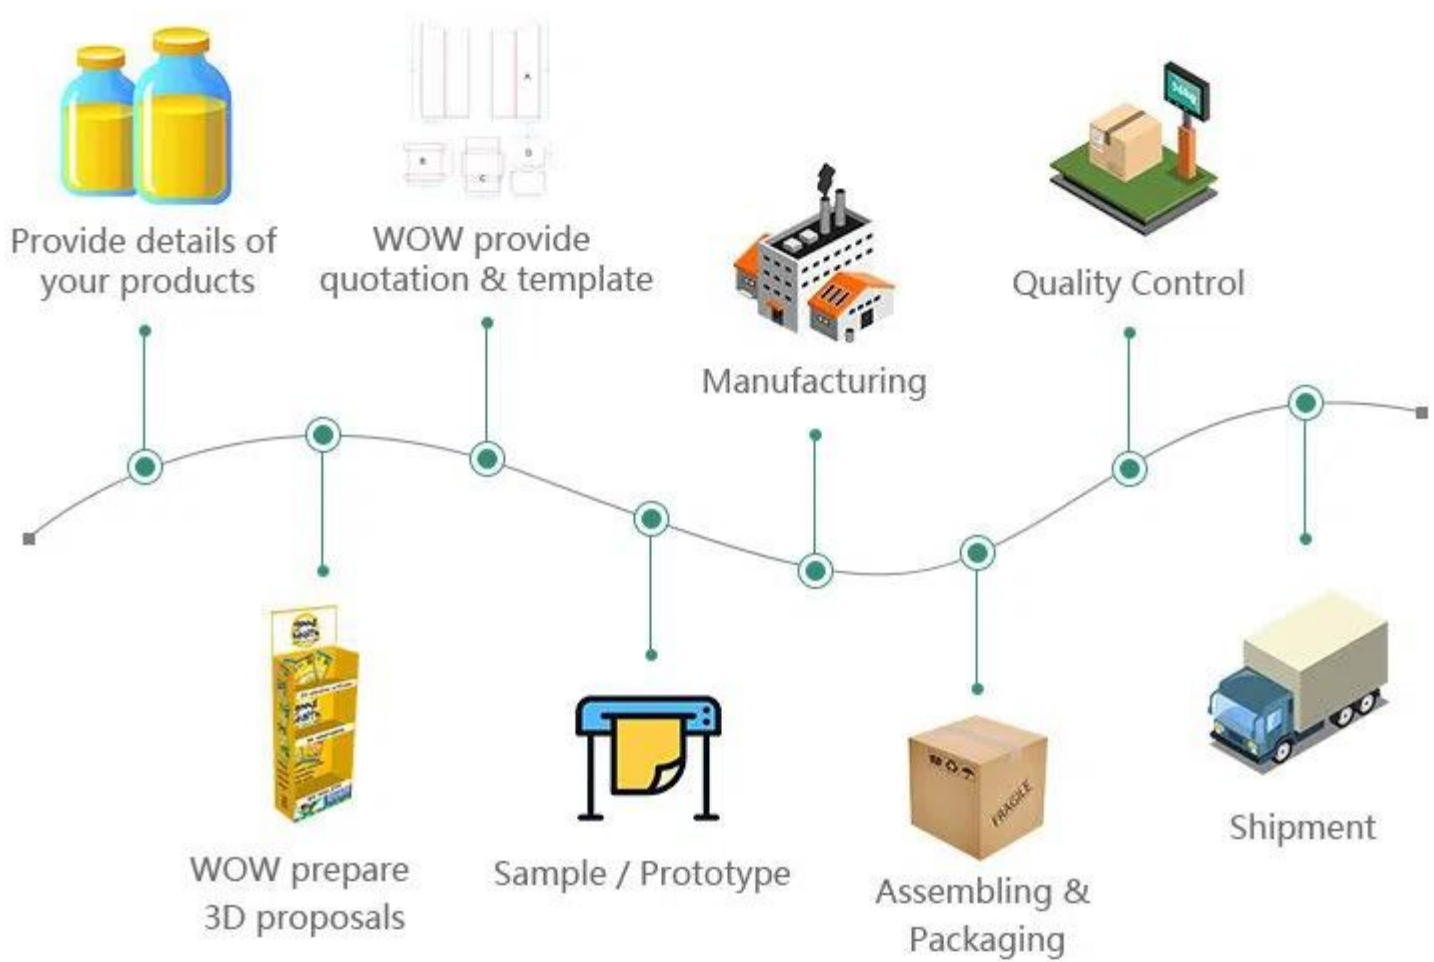 Provide details of
your products
WOW prepare
3D proposals
A
B
C
D
WOW provide
quotation & template
Sample / Prototype
Manufacturing
FRAGILE
Assembling &
Packaging
Quality Control
Shipment